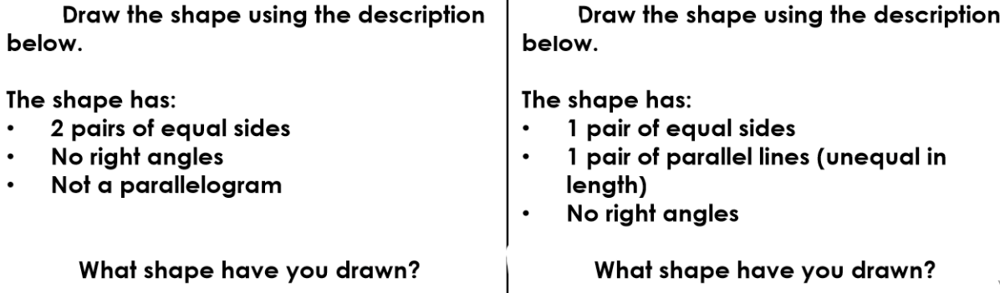 Draw the shape using the description
below.
The shape has:
• 2 pairs of equal sides
• No right angles
• Not a parallelogram
What shape have you drawn?
Draw the shape using the description
below.
The shape has:
• 1 pair of equal sides
• 1 pair of parallel lines (unequal in
length)
• No right angles
What shape have you drawn?